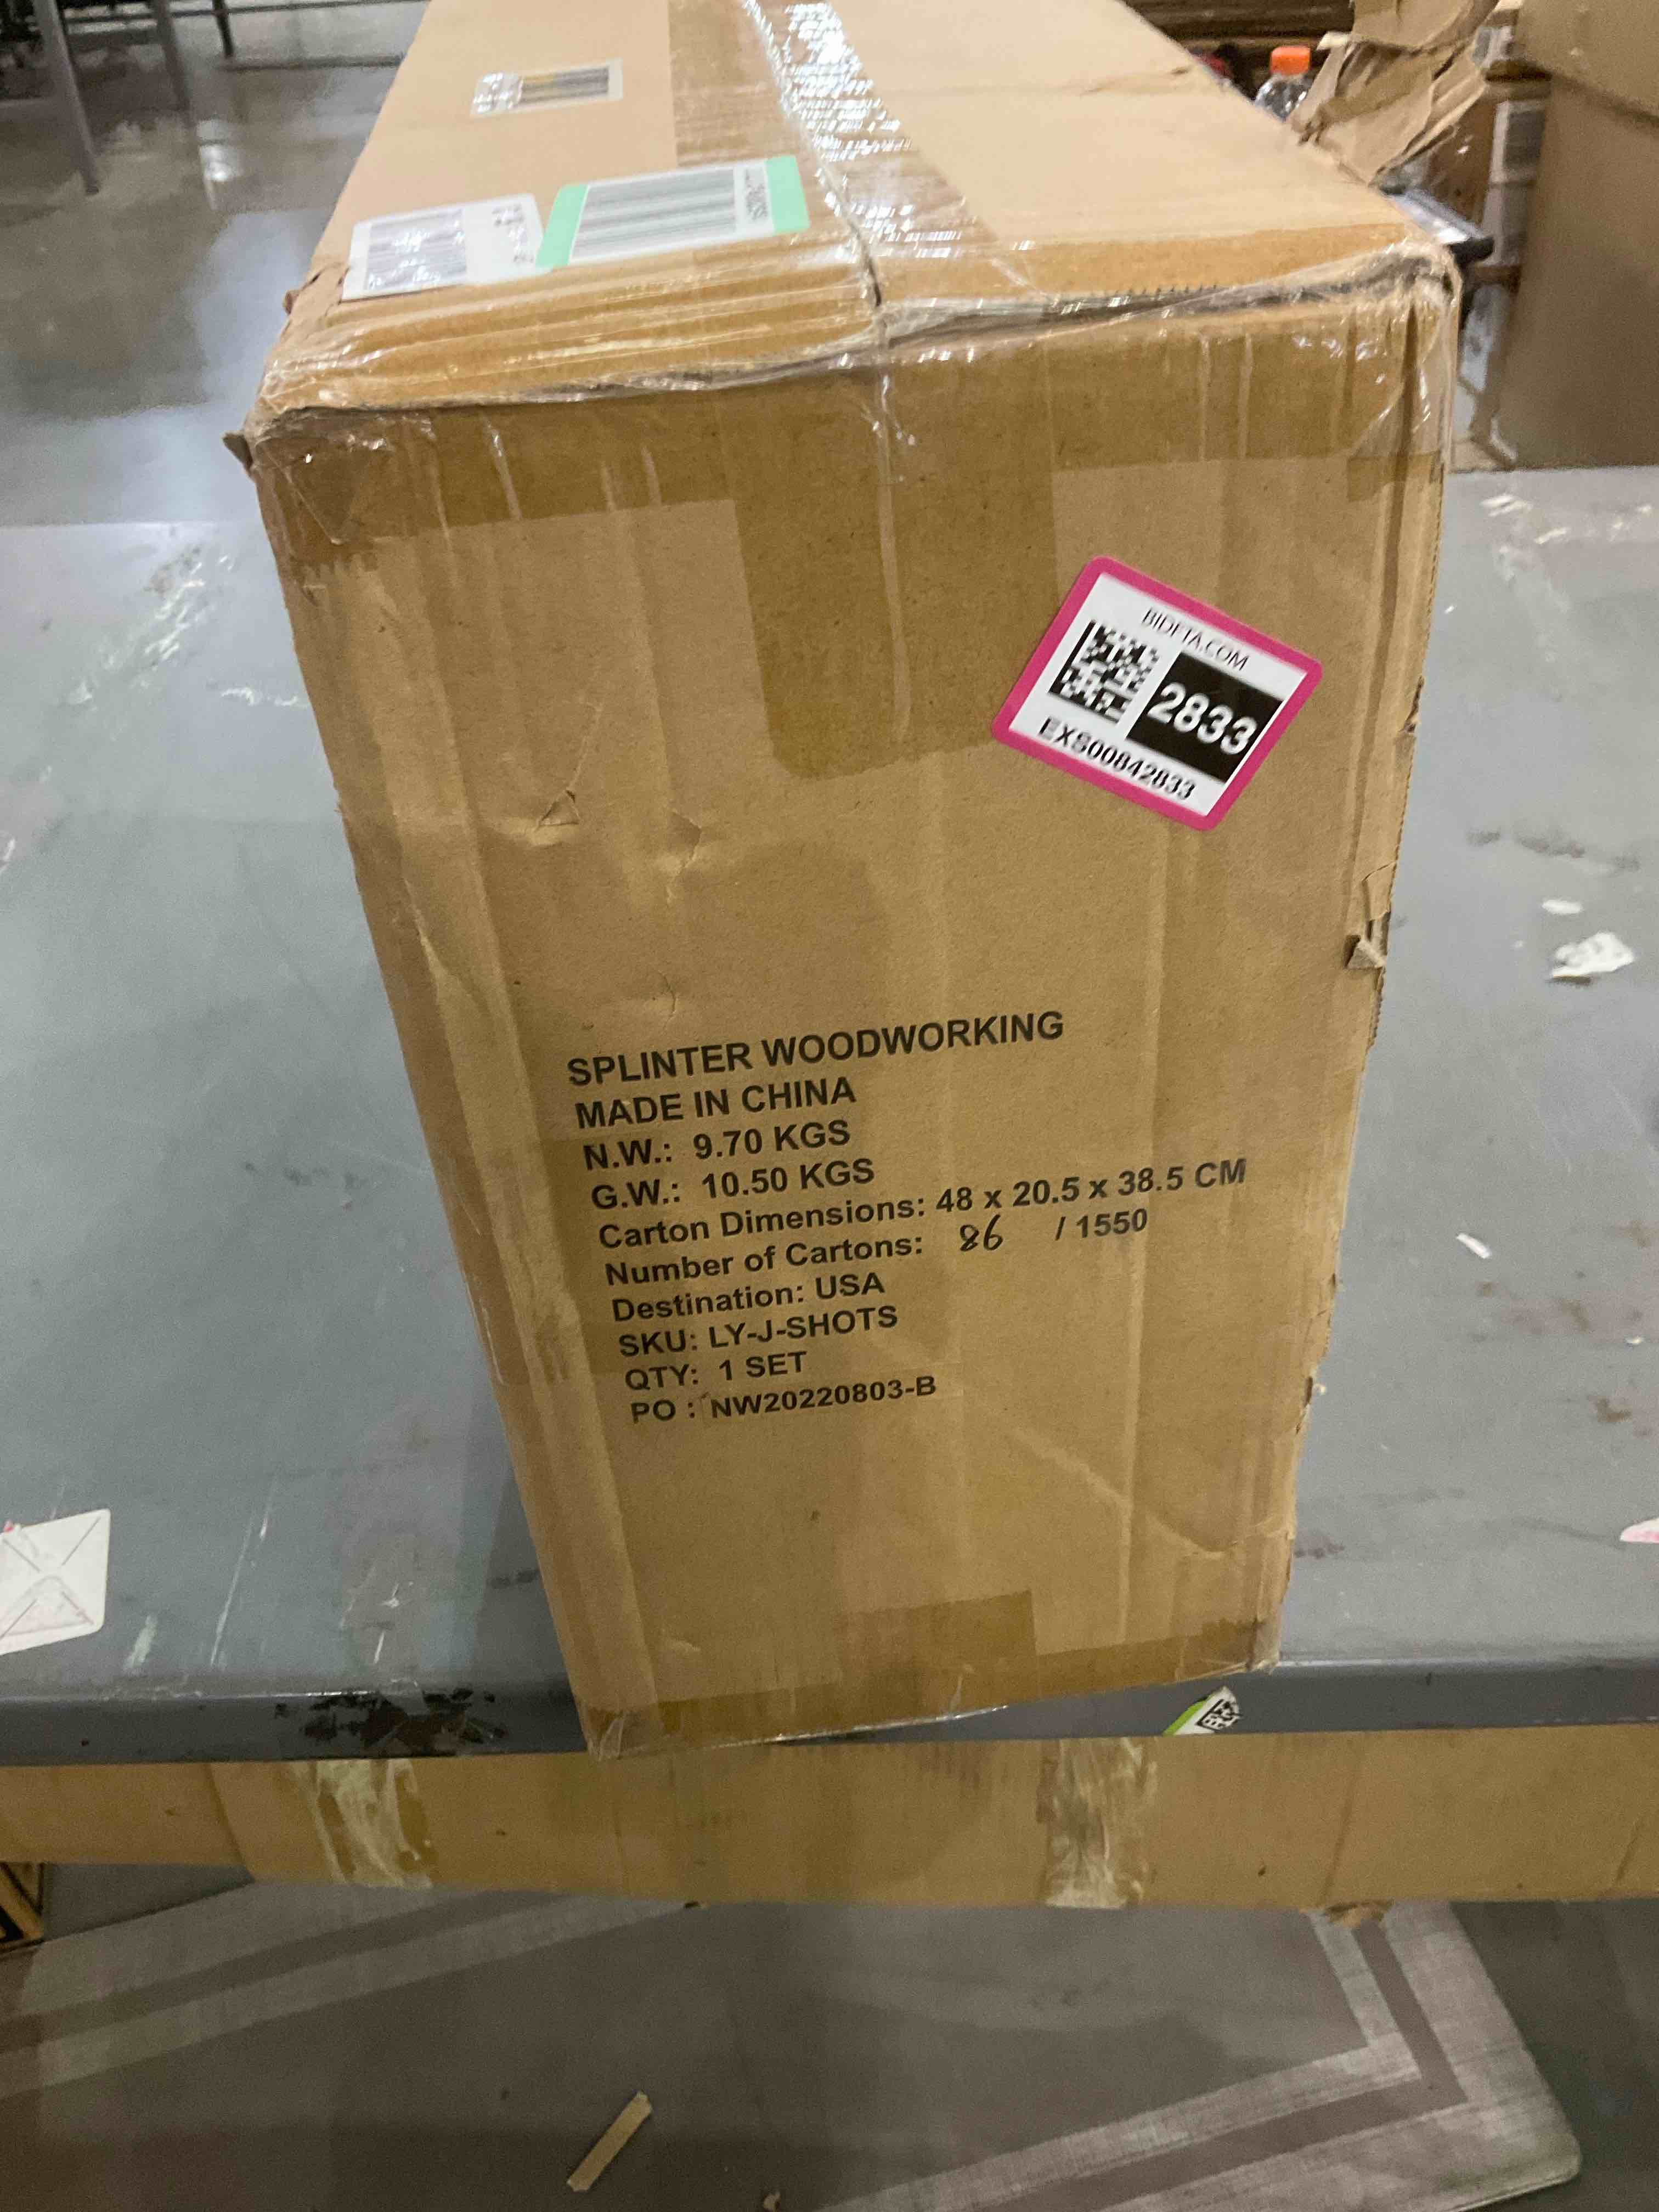 BIDFTA.COM
2833
EXS00842833
SPLINTER WOODWORKING
MADE IN CHINA
N.W.: 9.70 KGS
G.W.: 10.50 KGS
Carton Dimensions: 48 x 20.5 x 38.5 CM
Number of Cartons: 86 / 1550
Destination: USA
SKU: LY-J-SHOTS
QTY: 1 SET
PO : NW20220803-B